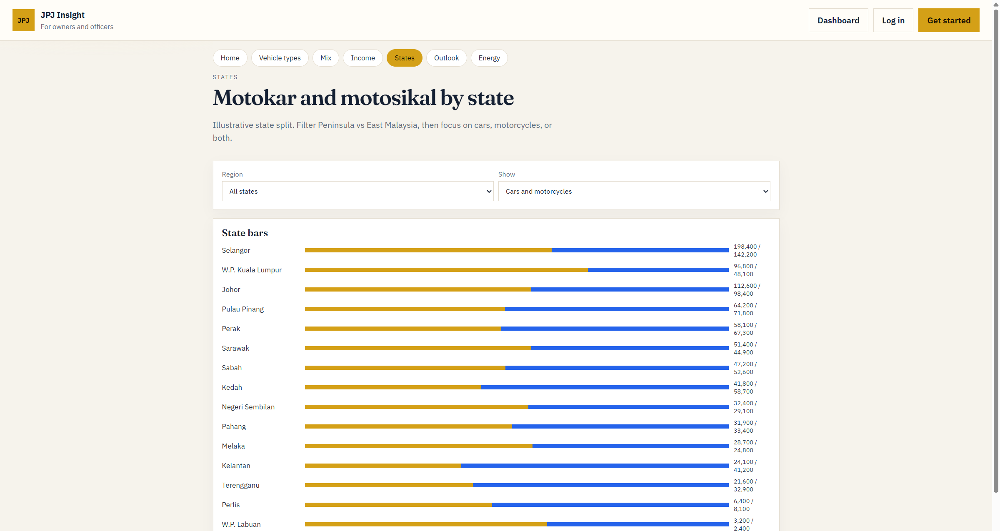 JPJ
JPJ Insight
For owners and officers
Dashboard
Log in
Get started
Home
Vehicle types
Mix
Income
States
Outlook
Energy
STATES
Motokar and motosikal by state
Illustrative state split. Filter Peninsula vs East Malaysia, then focus on cars, motorcycles, or
both.
Region
Show
All states
Cars and motorcycles
State bars
Selangor
198,400 /
142,200
W.P. Kuala Lumpur
96,800 /
48,100
Johor
112,600 /
98,400
Pulau Pinang
64,200 /
71,800
Perak
58,100 /
67,300
Sarawak
51,400 /
44,900
Sabah
47,200 /
52,600
Kedah
41,800 /
58,700
Negeri Sembilan
32,400 /
29,100
Pahang
31,900 /
33,400
Melaka
28,700 /
24,800
Kelantan
24,100 /
41,200
Terengganu
21,600 /
32,900
Perlis
6,400 /
8,100
W.P. Labuan
3,200 /
2,400